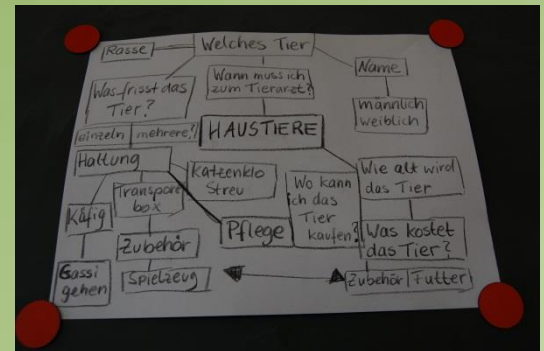 Welches Tier
Rasse
Name
Wann muss ich
zum Tierarzt?
Was frisst das
Tier?
männlich
weiblich
einzeln mehrere?
HAUSTIERE
Haltung
Katzenklo
Streu
Wie alt wird
das Tier
Transport
box
Wo kann
ich das
Tier
kaufen?
Käfig
Pflege
Was kostet
das Tier?
Zubehör
Gassi
gehen
Spielzeug
Zubehör Futter